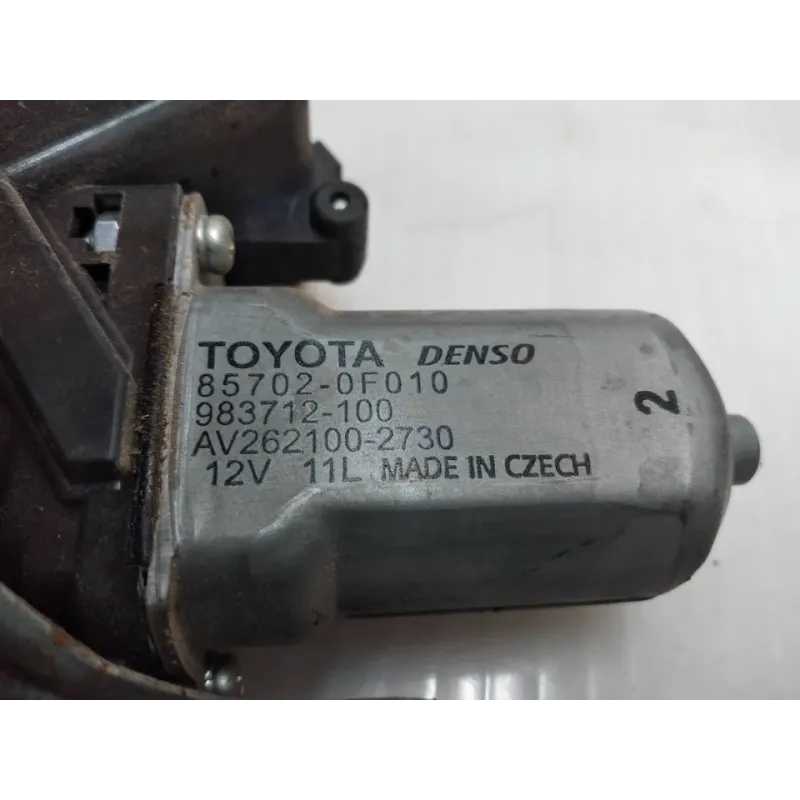 TOYOTA DENSO
85702-0F010
983712-100
AV262100-2730
12V 11L MADE IN CZECH
2